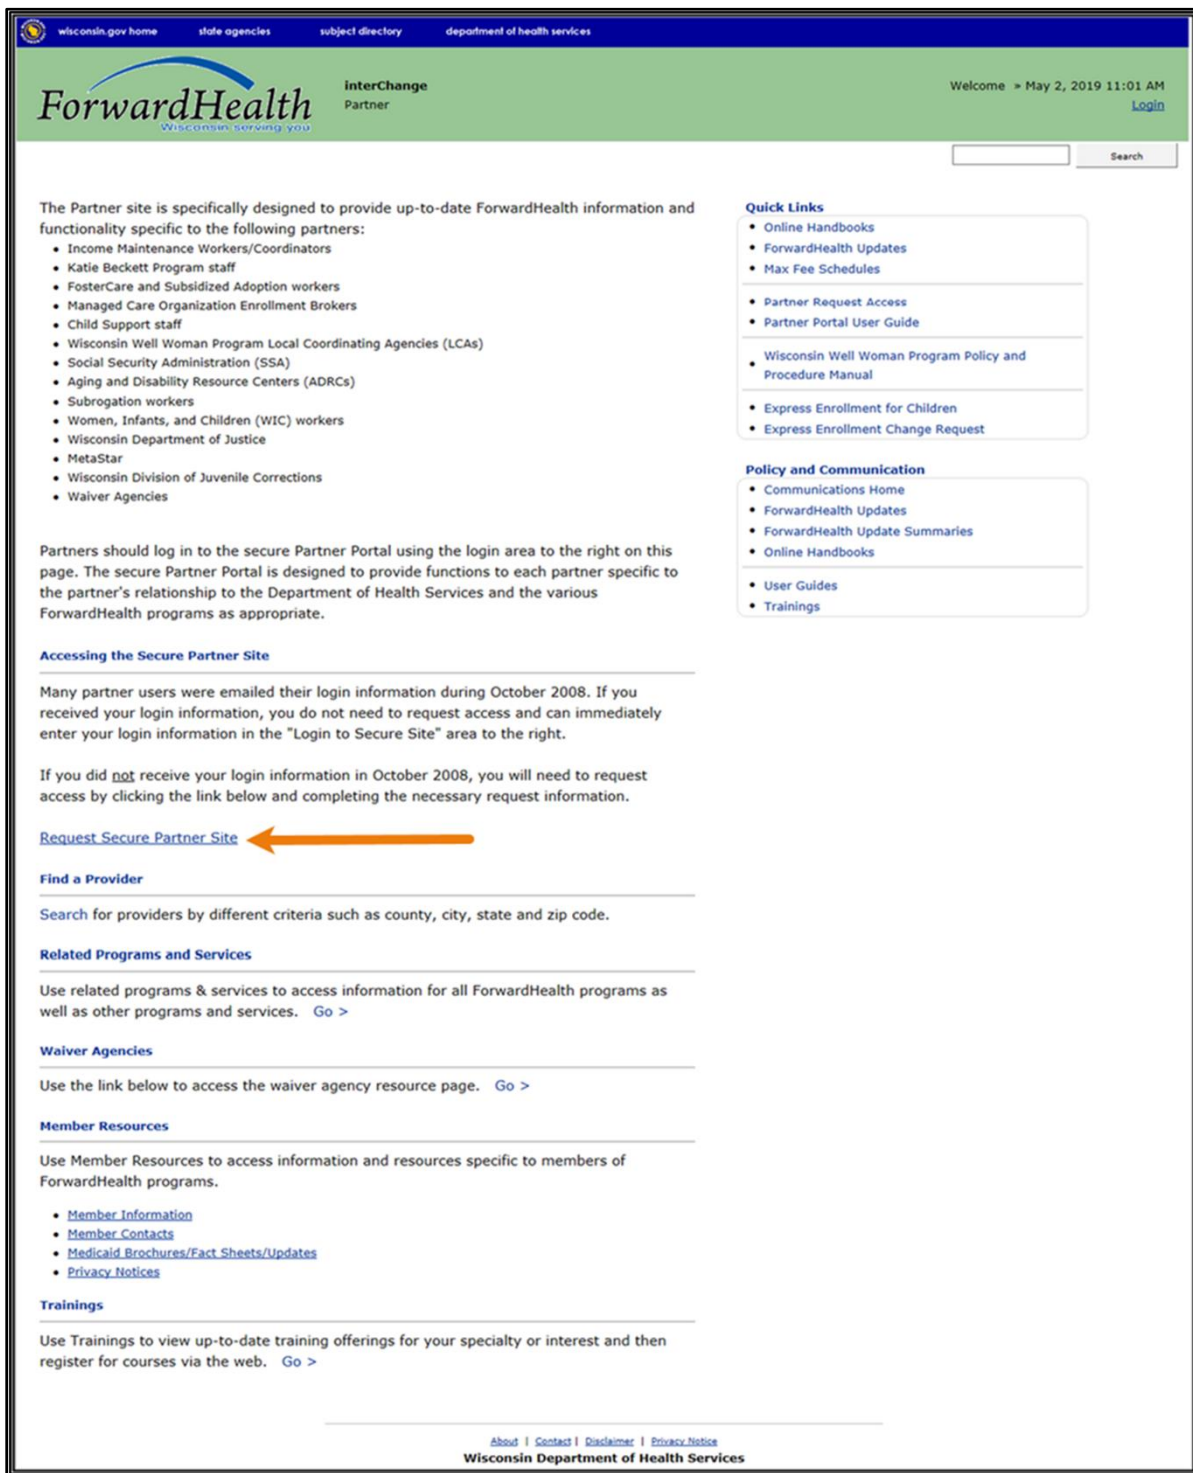 wisconsin.gov home state agencies subject directory department of health services
ForwardHealth
Wisconsin serving you
interChange
Partner
Welcome » May 2, 2019 11:01 AM
Login
Search
The Partner site is specifically designed to provide up-to-date ForwardHealth information and
functionality specific to the following partners:
• Income Maintenance Workers/Coordinators
• Katie Beckett Program staff
• FosterCare and Subsidized Adoption workers
• Managed Care Organization Enrollment Brokers
• Child Support staff
• Wisconsin Well Woman Program Local Coordinating Agencies (LCAs)
• Social Security Administration (SSA)
• Aging and Disability Resource Centers (ADRCs)
• Subrogation workers
• Women, Infants, and Children (WIC) workers
• Wisconsin Department of Justice
• MetaStar
• Wisconsin Division of Juvenile Corrections
• Waiver Agencies
Partners should log in to the secure Partner Portal using the login area to the right on this
page. The secure Partner Portal is designed to provide functions to each partner specific to
the partner's relationship to the Department of Health Services and the various
ForwardHealth programs as appropriate.
Accessing the Secure Partner Site
Many partner users were emailed their login information during October 2008. If you
received your login information, you do not need to request access and can immediately
enter your login information in the "Login to Secure Site" area to the right.
If you did not receive your login information in October 2008, you will need to request
access by clicking the link below and completing the necessary request information.
Request Secure Partner Site
Find a Provider
Search for providers by different criteria such as county, city, state and zip code.
Related Programs and Services
Use related programs & services to access information for all ForwardHealth programs as
well as other programs and services. Go >
Waiver Agencies
Use the link below to access the waiver agency resource page. Go >
Member Resources
Use Member Resources to access information and resources specific to members of
ForwardHealth programs.
• Member Information
• Member Contacts
• Medicaid Brochures/Fact Sheets/Updates
• Privacy Notices
Trainings
Use Trainings to view up-to-date training offerings for your specialty or interest and then
register for courses via the web. Go >
Quick Links
• Online Handbooks
• ForwardHealth Updates
• Max Fee Schedules
• Partner Request Access
• Partner Portal User Guide
• Wisconsin Well Woman Program Policy and
Procedure Manual
• Express Enrollment for Children
• Express Enrollment Change Request
Policy and Communication
• Communications Home
• ForwardHealth Updates
• ForwardHealth Update Summaries
• Online Handbooks
• User Guides
• Trainings
About | Contact | Disclaimer | Privacy Notice
Wisconsin Department of Health Services